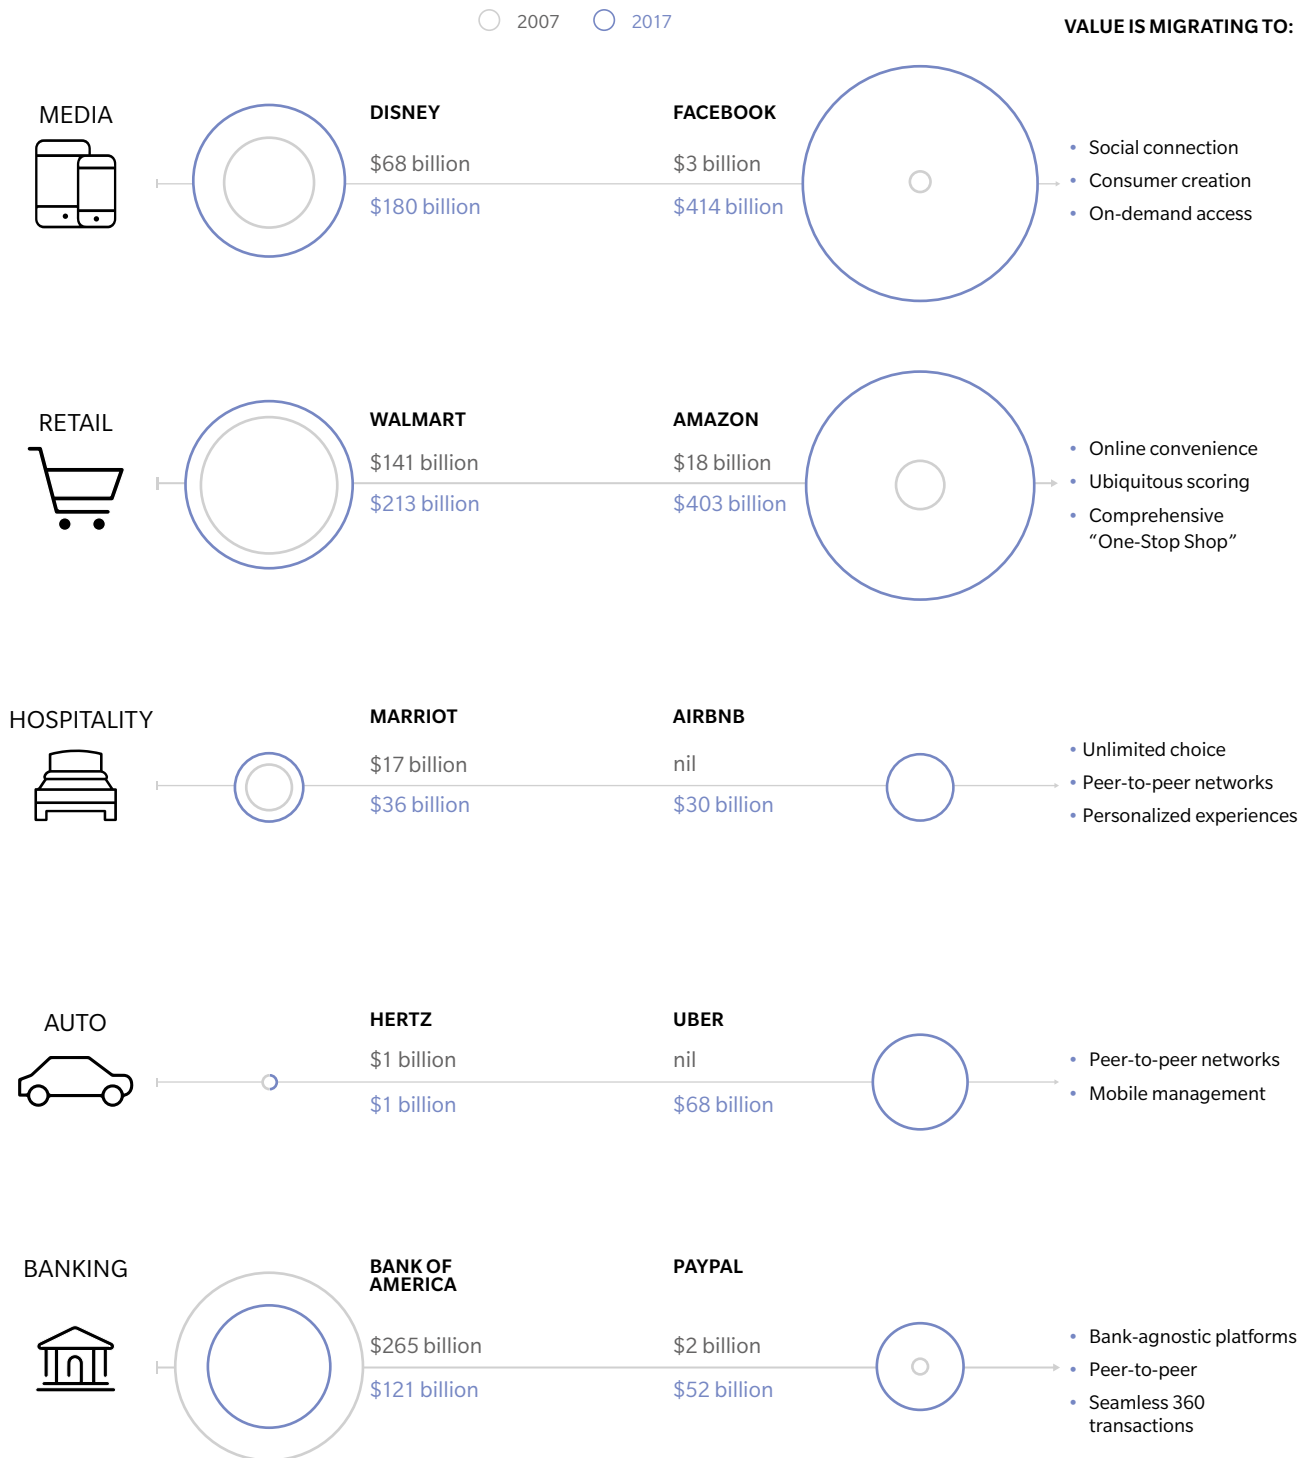 2007
2017
VALUE IS MIGRATING TO:
MEDIA
DISNEY
$68 billion
$180 billion
FACEBOOK
$3 billion
$414 billion
• Social connection
• Consumer creation
• On-demand access
RETAIL
WALMART
$141 billion
$213 billion
AMAZON
$18 billion
$403 billion
• Online convenience
• Ubiquitous scoring
• Comprehensive
“One-Stop Shop”
HOSPITALITY
MARRIOT
$17 billion
$36 billion
AIRBNB
nil
$30 billion
• Unlimited choice
• Peer-to-peer networks
• Personalized experiences
AUTO
HERTZ
$1 billion
$1 billion
UBER
nil
$68 billion
• Peer-to-peer networks
• Mobile management
BANKING
BANK OF
AMERICA
$265 billion
$121 billion
PAYPAL
$2 billion
$52 billion
• Bank-agnostic platforms
• Peer-to-peer
• Seamless 360
transactions